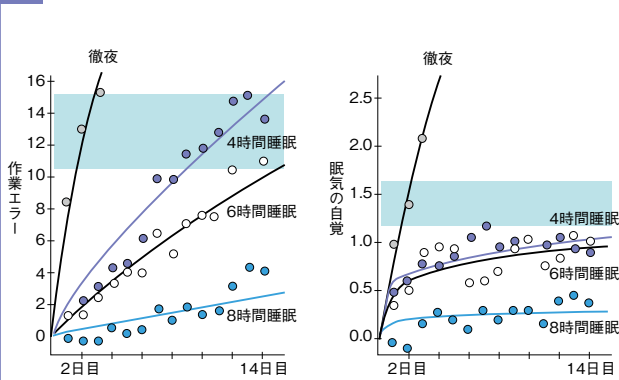 徹夜
16
14
12
10
8
6
4
2
0
作業エラー
4時間睡眠
6時間睡眠
8時間睡眠
2日目
14日目
徹夜
2.5
2.0
1.5
1.0
0.5
0.0
眠気の自覚
4時間睡眠
6時間睡眠
8時間睡眠
2日目
14日目